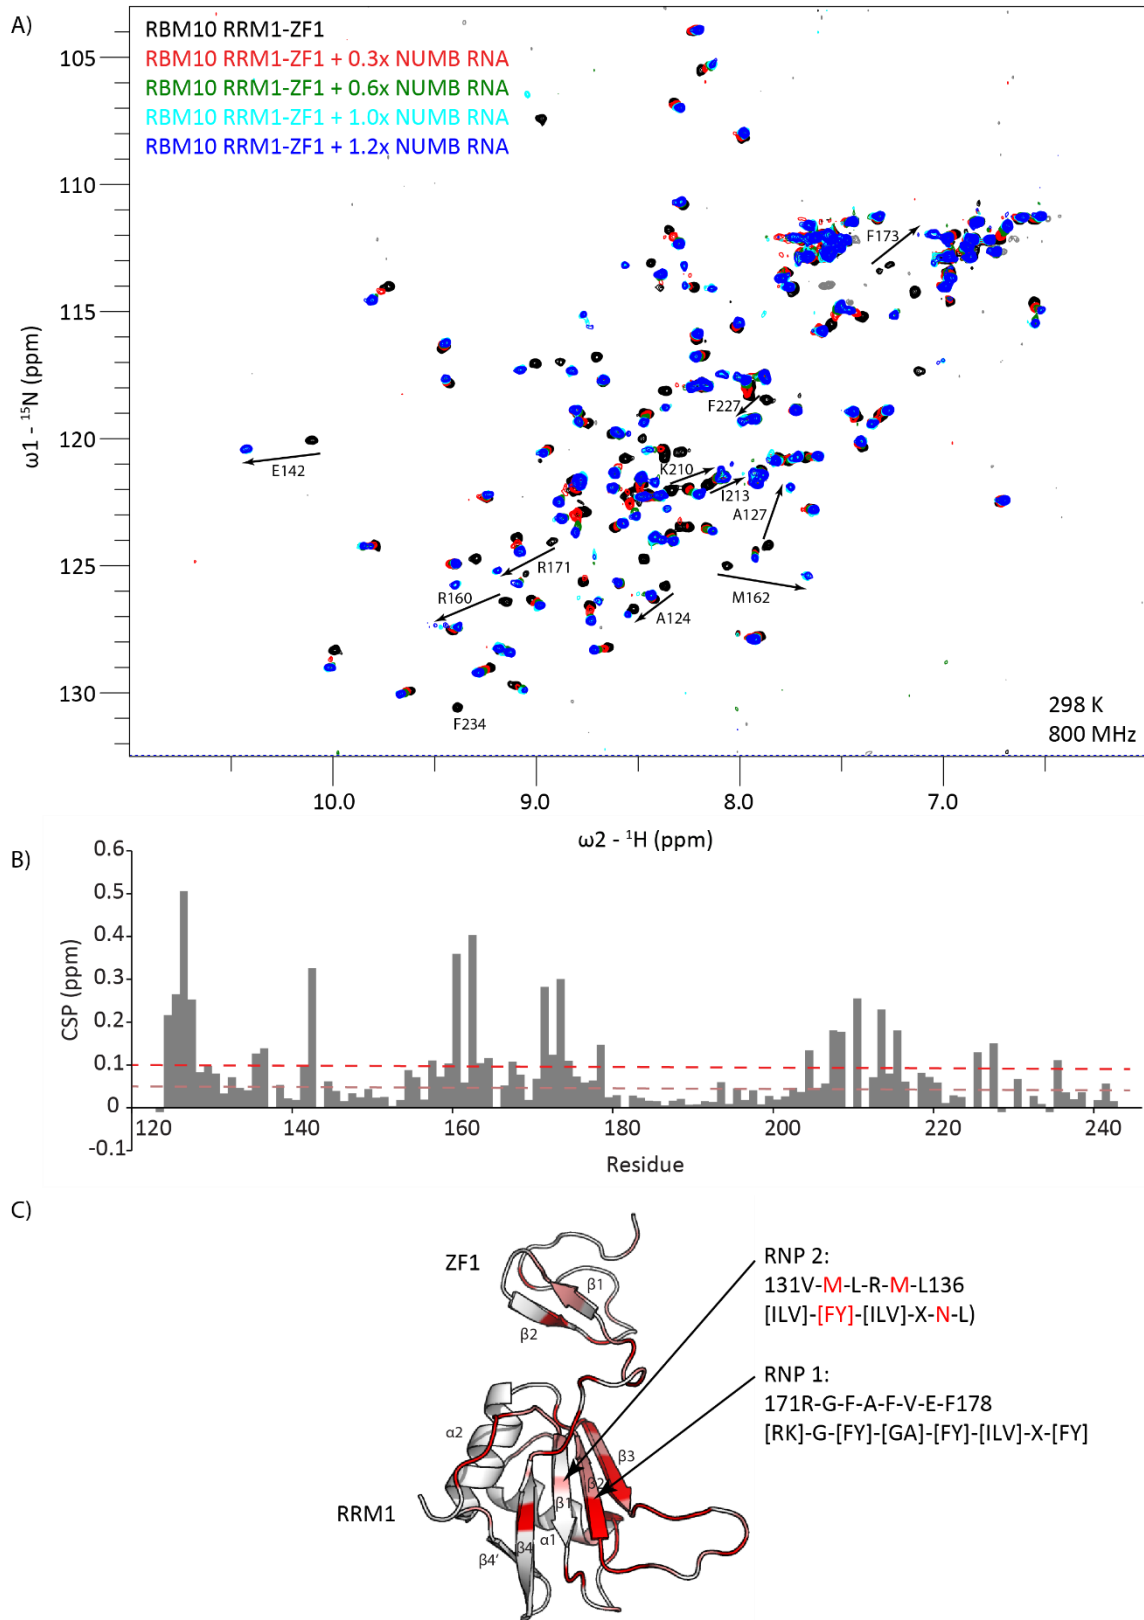 A)
RBM10 RRM1-ZF1
RBM10 RRM1-ZF1 + 0.3x NUMB RNA
RBM10 RRM1-ZF1 + 0.6x NUMB RNA
RBM10 RRM1-ZF1 + 1.0x NUMB RNA
RBM10 RRM1-ZF1 + 1.2x NUMB RNA
105
110
115
120
125
130
ω1 - ¹⁵N (ppm)
F173
F227
E142
K210
I213
A127
R171
M162
R160
A124
F234
298 K
800 MHz
10.0
9.0
8.0
7.0
ω2 - ¹H (ppm)
B)
0.6
0.5
0.4
0.3
0.2
0.1
0
-0.1
CSP (ppm)
120
140
160
180
200
220
240
Residue
C)
ZF1
β1
β2
RNP 2:
131V-M-L-R-M-L136
[ILV]-[FY]-[ILV]-X-N-L)
RNP 1:
171R-G-F-A-F-V-E-F178
[RK]-G-[FY]-[GA]-[FY]-[ILV]-X-[FY]
α2
β3
β2
β1
RRM1
α1
β4
β4'